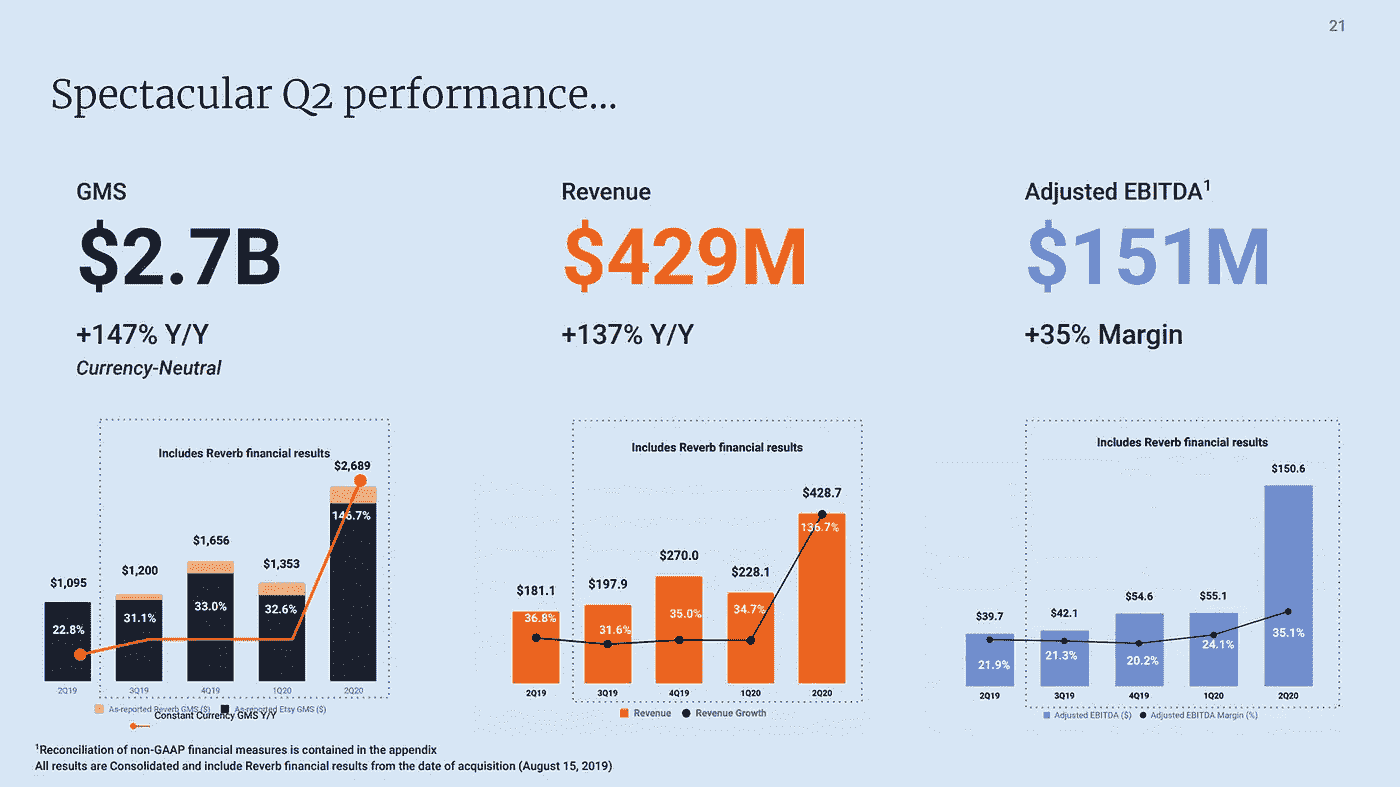 21
Spectacular Q2 performance...
GMS
$2.7B
+147% Y/Y
Currency-Neutral
Revenue
$429M
+137% Y/Y
Adjusted EBITDA¹
$151M
+35% Margin
Includes Reverb financial results
$1,095
$1,200
$1,656
$1,353
$2,689
22.8%
31.1%
33.0%
32.6%
146.7%
2Q19 3Q19 4Q19 1Q20 2Q20
As-reported Reverb GMS ($) As-reported Etsy GMS ($)
Constant Currency GMS Y/Y
Includes Reverb financial results
$181.1
$197.9
$270.0
$228.1
$428.7
36.8%
31.6%
35.0%
34.7%
136.7%
2Q19 3Q19 4Q19 1Q20 2Q20
Revenue Revenue Growth
Includes Reverb financial results
$39.7
$42.1
$54.6
$55.1
$150.6
21.9%
21.3%
20.2%
24.1%
35.1%
2Q19 3Q19 4Q19 1Q20 2Q20
Adjusted EBITDA ($) Adjusted EBITDA Margin (%)
¹Reconciliation of non-GAAP financial measures is contained in the appendix
All results are Consolidated and include Reverb financial results from the date of acquisition (August 15, 2019)